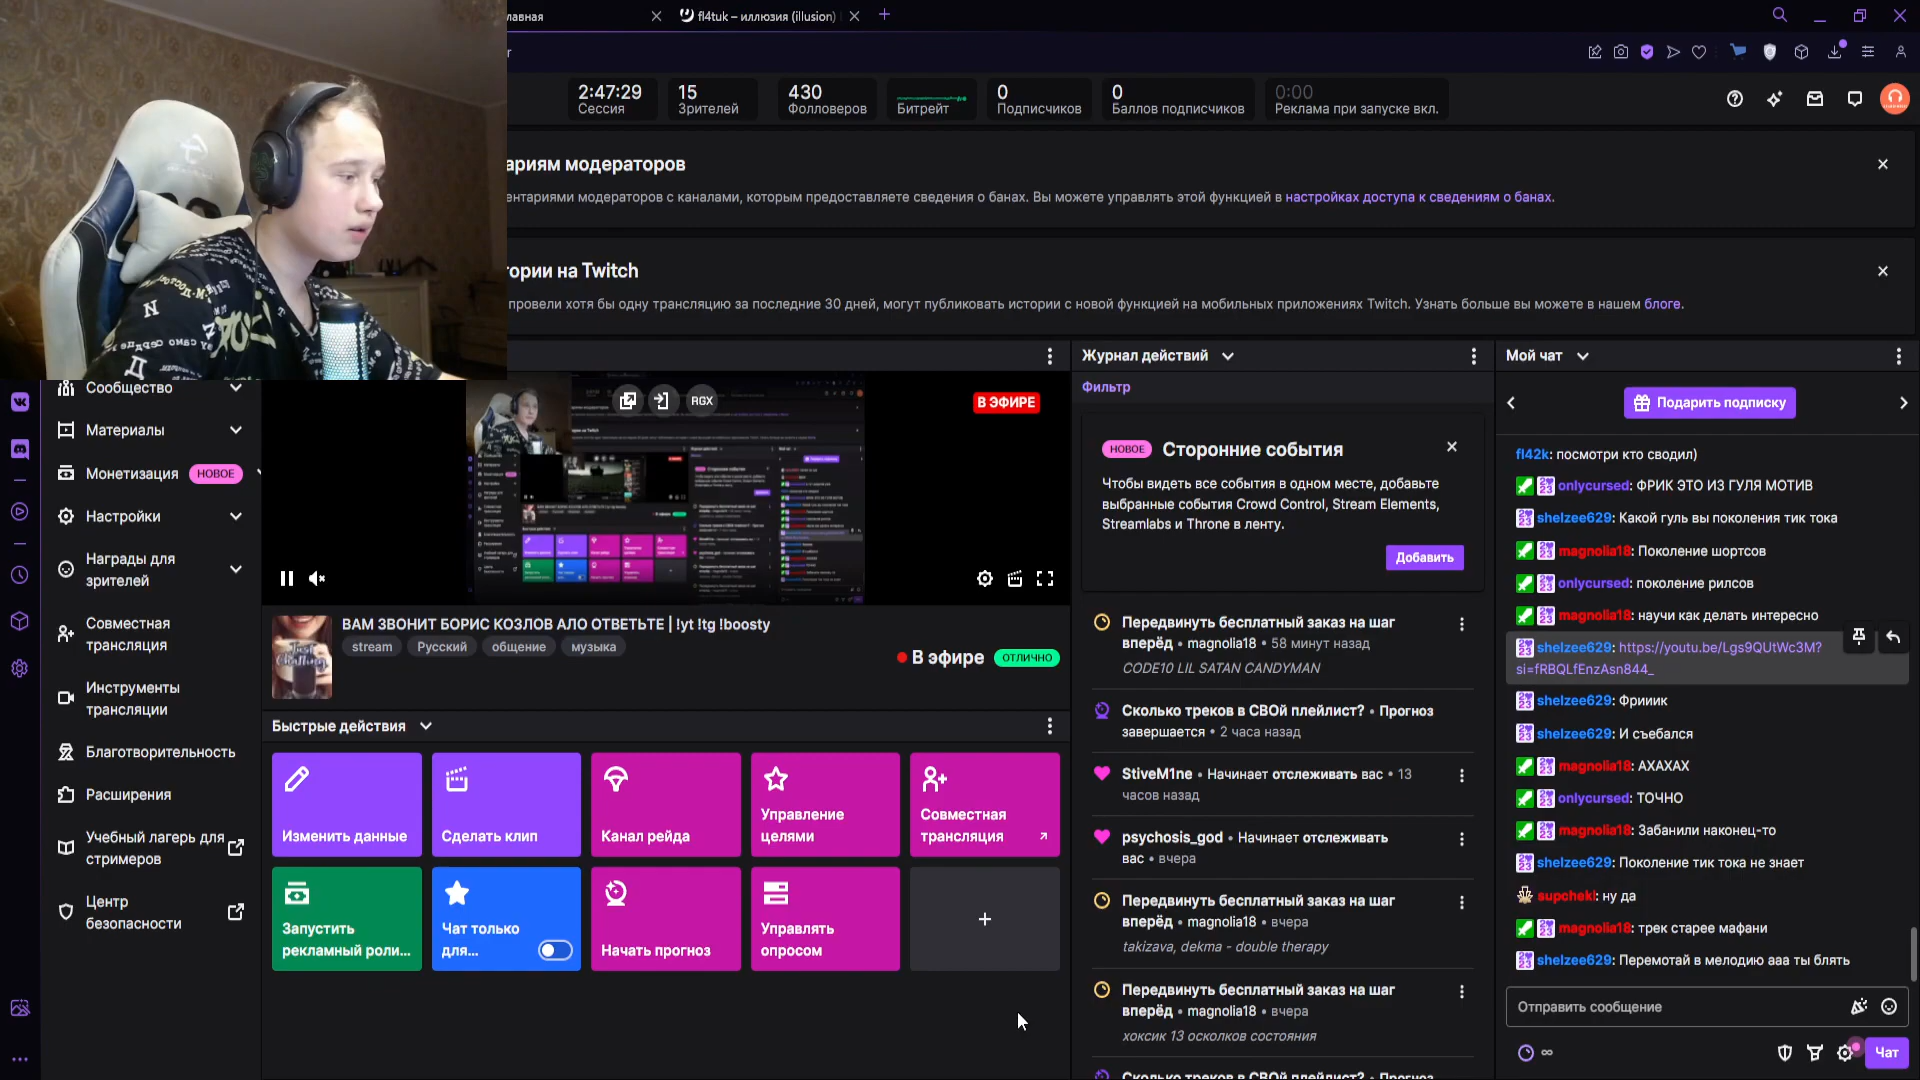 лавная
fl4tuk – иллюзия (illusion)
2:47:29
Сессия
15
Зрителей
430
Фолловеров
Битрейт
0
Подписчиков
0
Баллов подписчиков
0:00
Реклама при запуске вкл.
ариям модераторов
ентариями модераторов с каналами, которым предоставляете сведения о банах. Вы можете управлять этой функцией в настройках доступа к сведениям о банах.
ории на Twitch
провели хотя бы одну трансляцию за последние 30 дней, могут публиковать истории с новой функцией на мобильных приложениях Twitch. Узнать больше вы можете в нашем блоге.
Сообщество
Материалы
Монетизация НОВОЕ
Настройки
Награды для
зрителей
Совместная
трансляция
Инструменты
трансляции
Благотворительность
Расширения
Учебный лагерь для
стримеров
Центр
безопасности
RGX
В ЭФИРЕ
ВАМ ЗВОНИТ БОРИС КОЗЛОВ АЛО ОТВЕТЬТЕ | !yt !tg !boosty
stream
Русский
общение
музыка
В эфире ОТЛИЧНО
Быстрые действия
Изменить данные
Сделать клип
Канал рейда
Управление
целями
Совместная
трансляция
Запустить
рекламный роли...
Чат только
для...
Начать прогноз
Управлять
опросом
Журнал действий
Фильтр
НОВОЕ Сторонние события
Чтобы видеть все события в одном месте, добавьте
выбранные события Crowd Control, Stream Elements,
Streamlabs и Throne в ленту.
Добавить
Передвинуть бесплатный заказ на шаг
вперёд • magnolia18 • 58 минут назад
CODE10 LIL SATAN CANDYMAN
Сколько треков в СВОй плейлист? • Прогноз
завершается • 2 часа назад
StiveM1ne • Начинает отслеживать вас • 13
часов назад
psychosis_god • Начинает отслеживать
вас • вчера
Передвинуть бесплатный заказ на шаг
вперёд • magnolia18 • вчера
takizava, dekma - double therapy
Передвинуть бесплатный заказ на шаг
вперёд • magnolia18 • вчера
хоксик 13 осколков состояния
Сколько треков в СВОй плейлист? • Прогноз
Мой чат
Подарить подписку
fl42k: посмотри кто сводил)
onlycursed: ФРИК ЭТО ИЗ ГУЛЯ МОТИВ
shelzee629: Какой гуль вы поколения тик тока
magnolia18: Поколение шортсов
onlycursed: поколение рилсов
magnolia18: научи как делать интересно
shelzee629: https://youtu.be/Lgs9QUtWc3M?
si=fRBQLfEnzAsn844_
shelzee629: Фрииик
shelzee629: И съебался
magnolia18: АХАХАХ
onlycursed: ТОЧНО
magnolia18: Забанили наконец-то
shelzee629: Поколение тик тока не знает
supcheki: ну да
magnolia18: трек старее мафани
shelzee629: Перемотай в мелодию ааа ты блять
Отправить сообщение
Чат